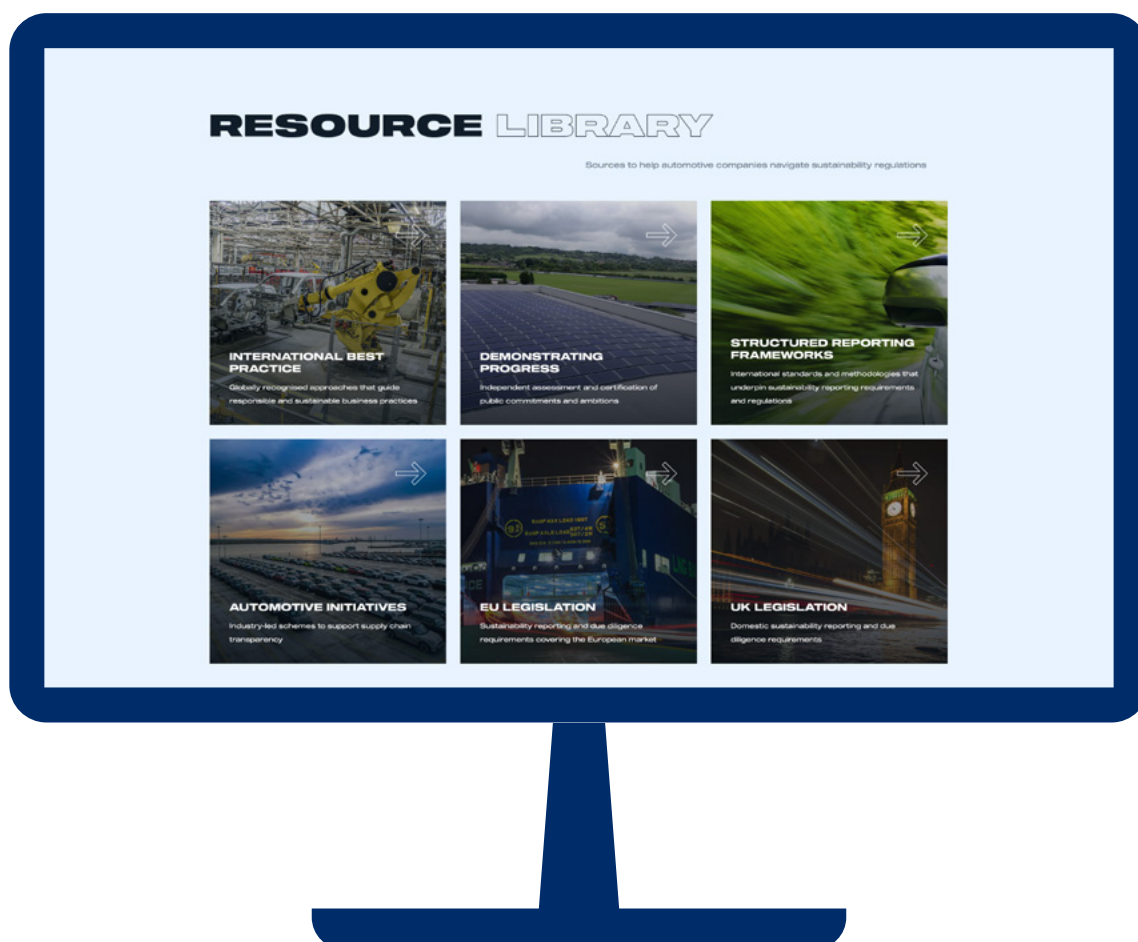 RESOURCE LIBRARY
Sources to help automotive companies navigate sustainability regulations
INTERNATIONAL BEST
PRACTICE
Globally recognised approaches that guide
responsible and sustainable business practices
DEMONSTRATING
PROGRESS
Independent assessment and certification of
public commitments and ambitions
STRUCTURED REPORTING
FRAMEWORKS
International standards and methodologies that
underpin sustainability reporting requirements
and regulations
AUTOMOTIVE INITIATIVES
Industry-led schemes to support supply chain
transparency
EU LEGISLATION
Sustainability reporting and due diligence
requirements covering the European market
UK LEGISLATION
Domestic sustainability reporting and due
diligence requirements